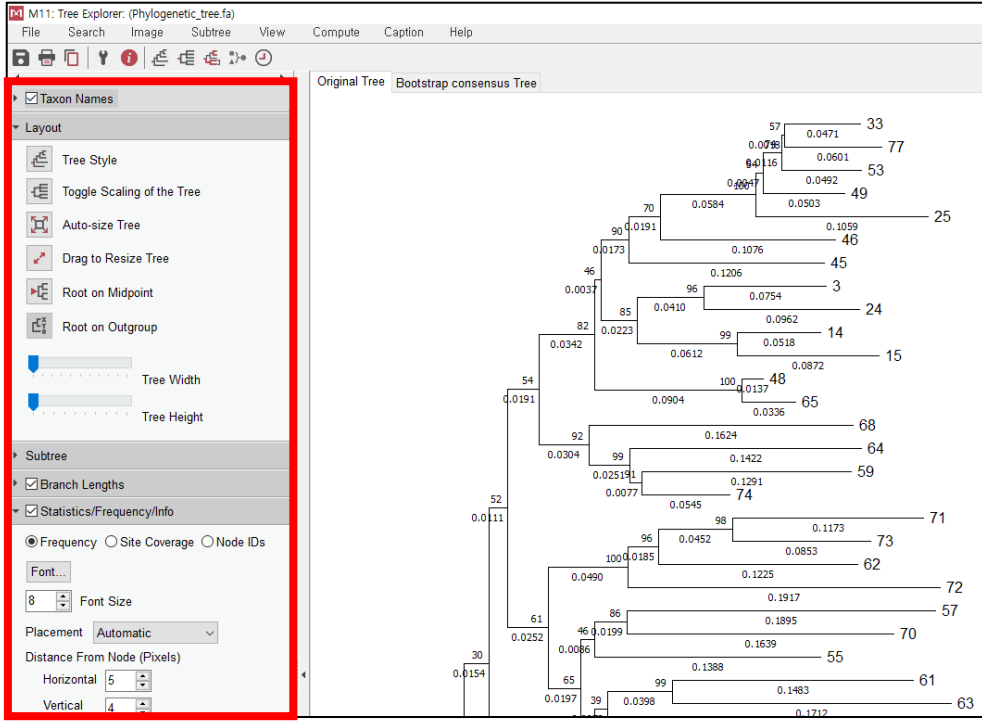 M11: Tree Explorer: (Phylogenetic_tree.fa)
File Search Image Subtree View Compute Caption Help
Original Tree Bootstrap consensus Tree
Taxon Names
Layout
Tree Style
Toggle Scaling of the Tree
Auto-size Tree
Drag to Resize Tree
Root on Midpoint
Root on Outgroup
Tree Width
Tree Height
Subtree
Branch Lengths
Statistics/Frequency/Info
Frequency Site Coverage Node IDs
Font...
8 Font Size
Placement Automatic
Distance From Node (Pixels)
Horizontal 5
Vertical 4
57 33
0.0471
77
0.0601
0.0116 53
0.0492
100 49
0.0584 0.0503
25
70 0.1059
0.0191 46
90 0.1076
0.0173 45
0.1206
46 3
0.0037 96 0.0754
85 0.0410 24
0.0223 0.0962
82 99 14
0.0342 0.0612 0.0518
15
0.0872
54 100 48
0.0191 0.0904 0.0137
65
0.0336
68
92 0.1624
0.0304 64
99 0.1422
59
0.1291
0.0077 74
0.0545
52
0.0111
98 71
96 0.0452 0.1173
73
0.0853
100 0.0185 62
0.0490 0.1225
72
0.1917
61 86 57
0.0252 0.1895
46 0.0199 70
0.0086 0.1639
55
0.1388
30
0.0154
65 99 61
0.0197 0.1483
39 0.0398 63
0.1712